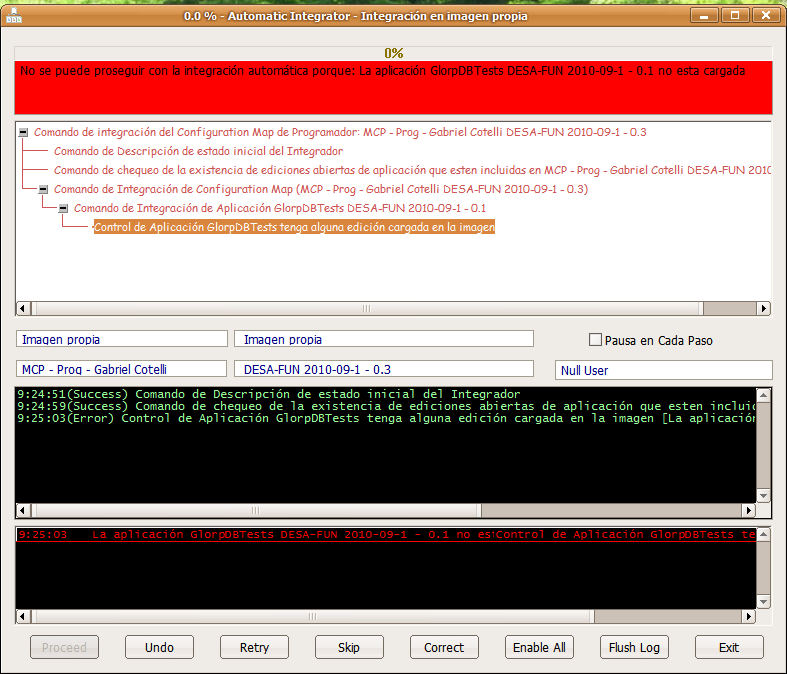 0.0 % - Automatic Integrator - Integración en imagen propia
0%
No se puede proseguir con la integración automática porque: La aplicación GlorpDBTests DESA-FUN 2010-09-1 - 0.1 no esta cargada
Comando de integración del Configuration Map de Programador: MCP - Prog - Gabriel Cotelli DESA-FUN 2010-09-1 - 0.3
Comando de Descripción de estado inicial del Integrador
Comando de chequeo de la existencia de ediciones abiertas de aplicación que esten incluidas en MCP - Prog - Gabriel Cotelli DESA-FUN 2010
Comando de Integración de Configuration Map (MCP - Prog - Gabriel Cotelli DESA-FUN 2010-09-1 - 0.3)
Comando de Integración de Aplicación GlorpDBTests DESA-FUN 2010-09-1 - 0.1
Control de Aplicación GlorpDBTests tenga alguna edición cargada en la imagen
Imagen propia Imagen propia Pausa en Cada Paso
MCP - Prog - Gabriel Cotelli DESA-FUN 2010-09-1 - 0.3 Null User
9:24:51(Success) Comando de Descripción de estado inicial del Integrador
9:24:59(Success) Comando de chequeo de la existencia de ediciones abiertas de aplicación que esten inclui
9:25:03(Error) Control de Aplicación GlorpDBTests tenga alguna edición cargada en la imagen [La aplicación
9:25:03 La aplicación GlorpDBTests DESA-FUN 2010-09-1 - 0.1 no es Control de Aplicación GlorpDBTests te
Proceed Undo Retry Skip Correct Enable All Flush Log Exit